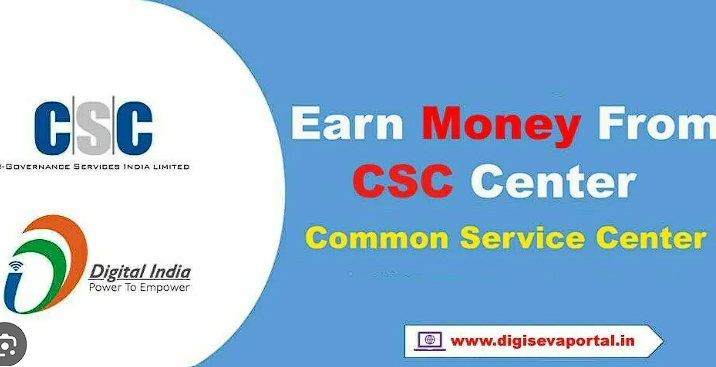 CSC
-GOVERNANCE SERVICES INDIA LIMITED
Digital India
Power To Empower
Earn Money From
CSC Center
Common Service Center
www.digisevaportal.in